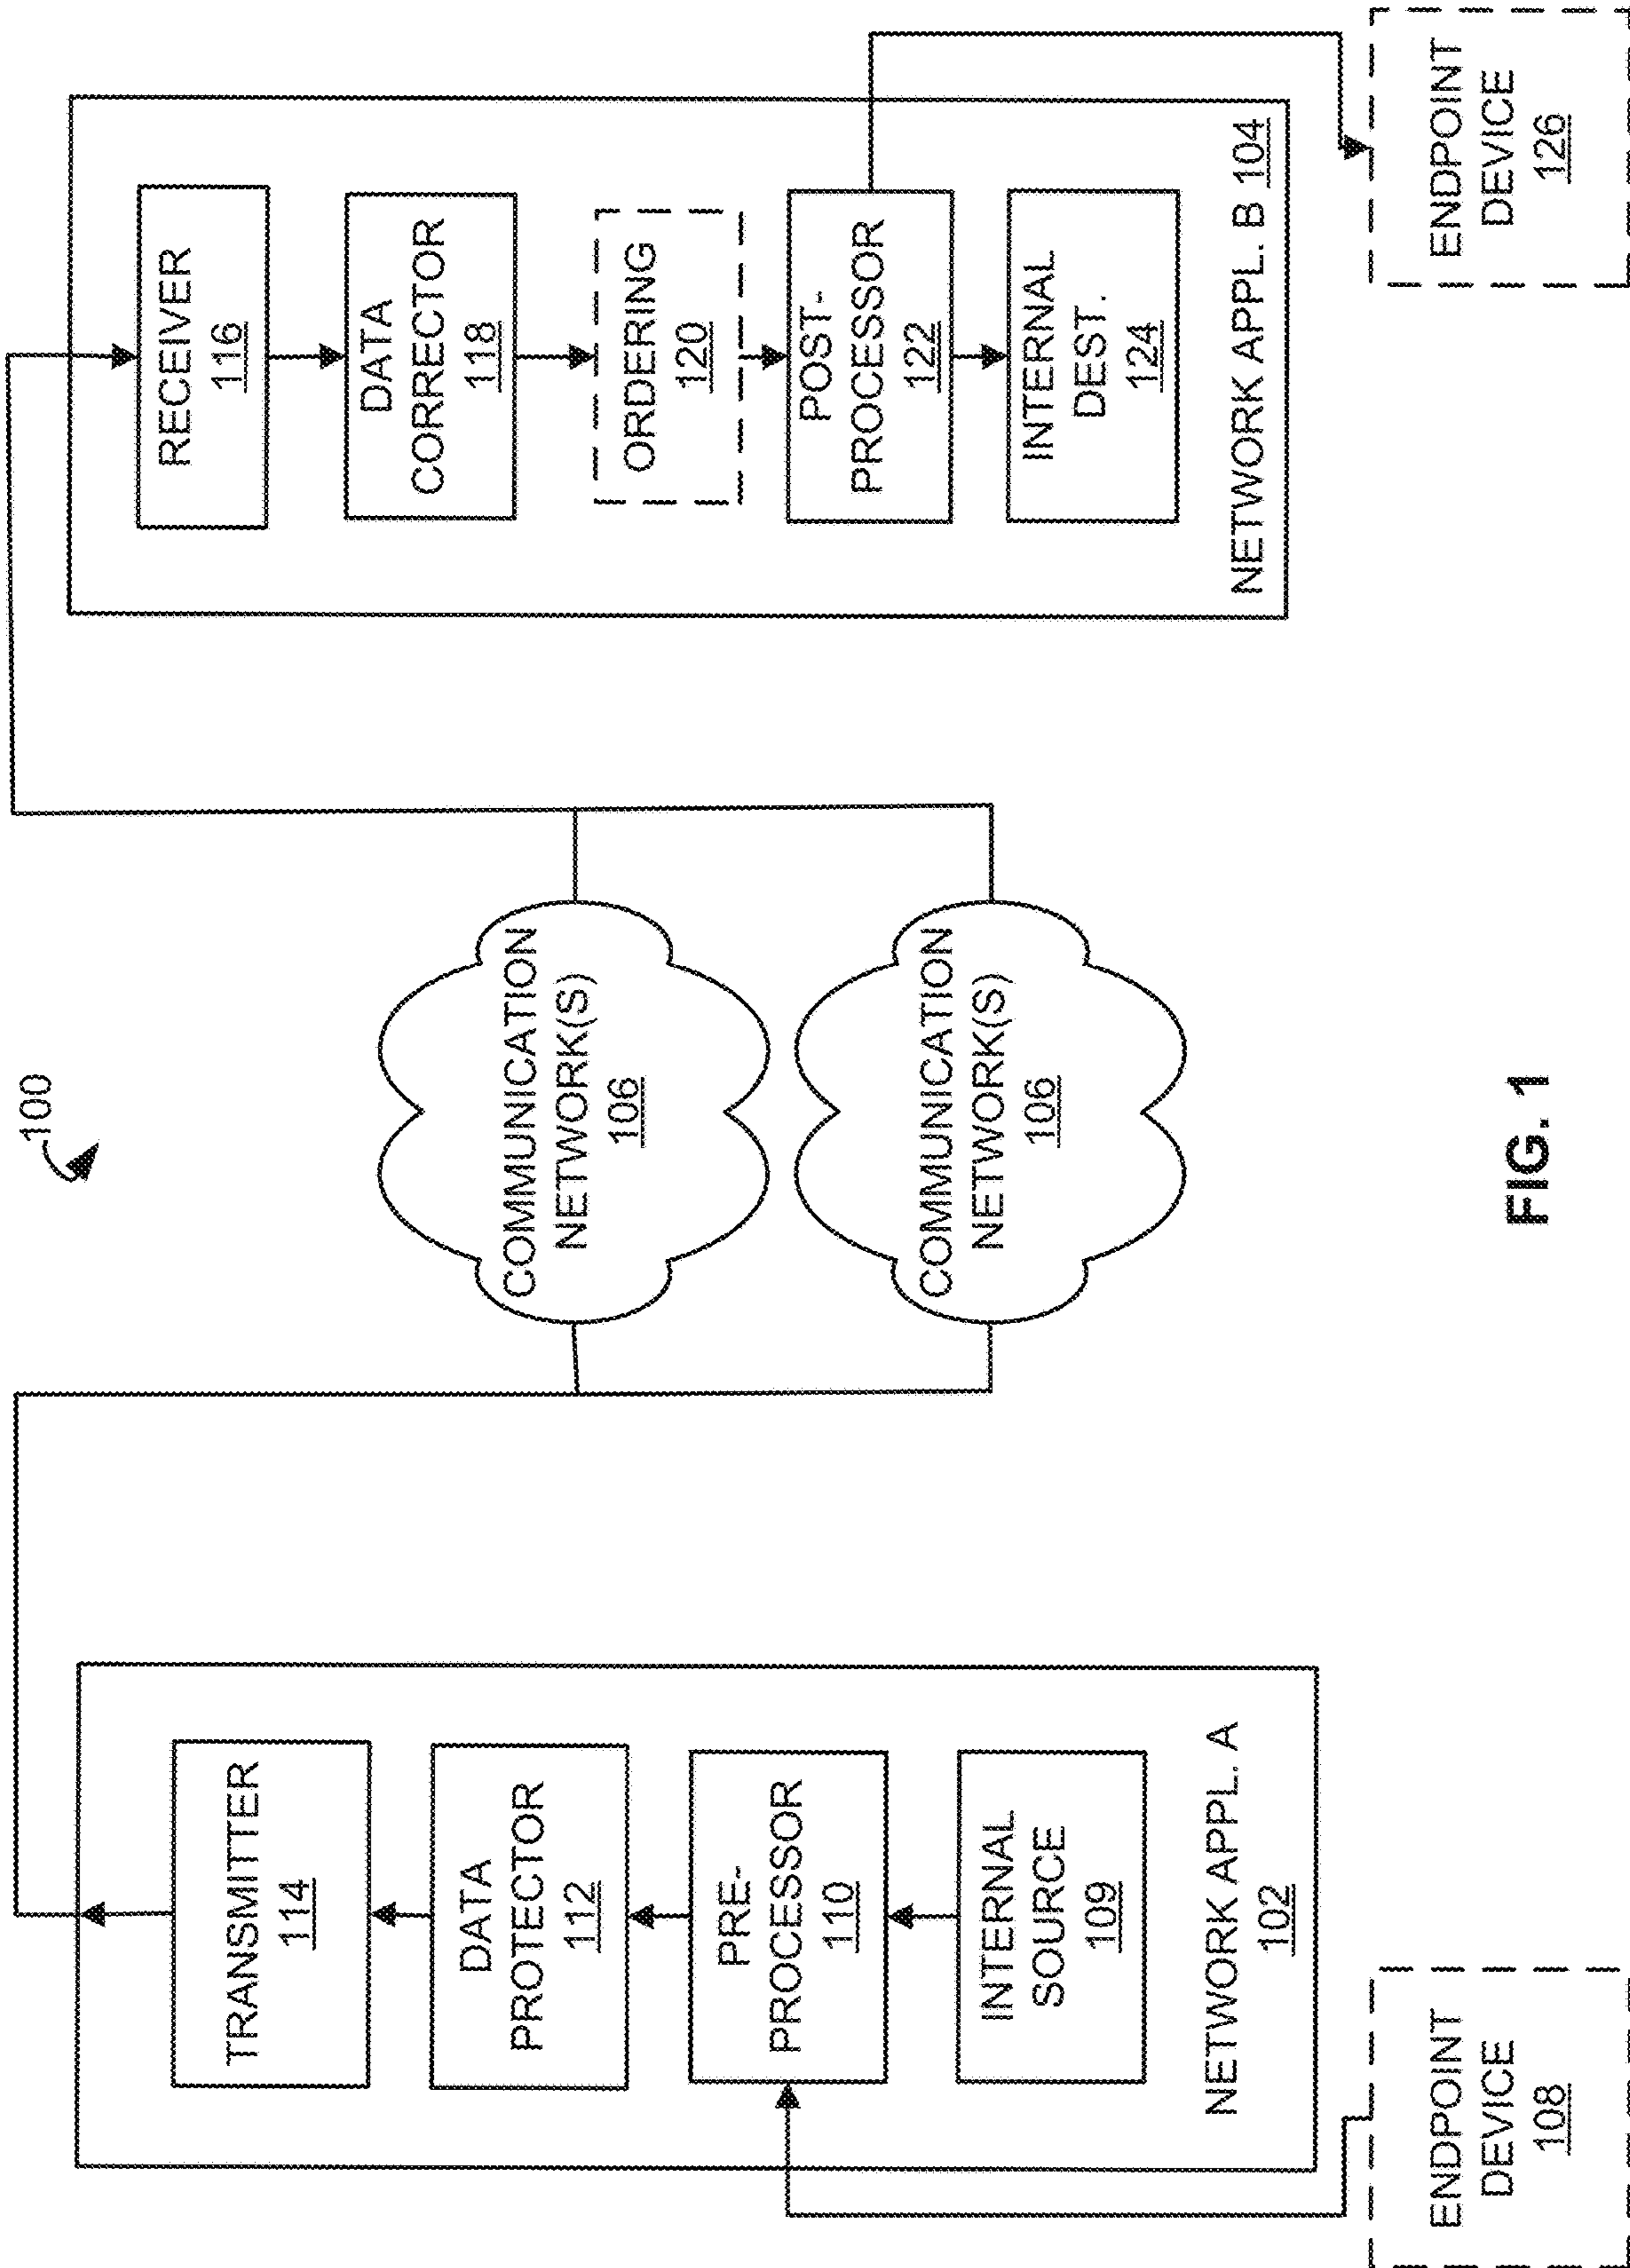 100
TRANSMITTER
114
DATA
PROTECTOR
112
PRE-
PROCESSOR
110
INTERNAL
SOURCE
109
NETWORK APPL. A
102
ENDPOINT
DEVICE
108
COMMUNICATION
NETWORK(S)
106
COMMUNICATION
NETWORK(S)
106
RECEIVER
116
DATA
CORRECTOR
118
ORDERING
120
POST-
PROCESSOR
122
INTERNAL
DEST.
124
NETWORK APPL. B 104
ENDPOINT
DEVICE
126
FIG. 1